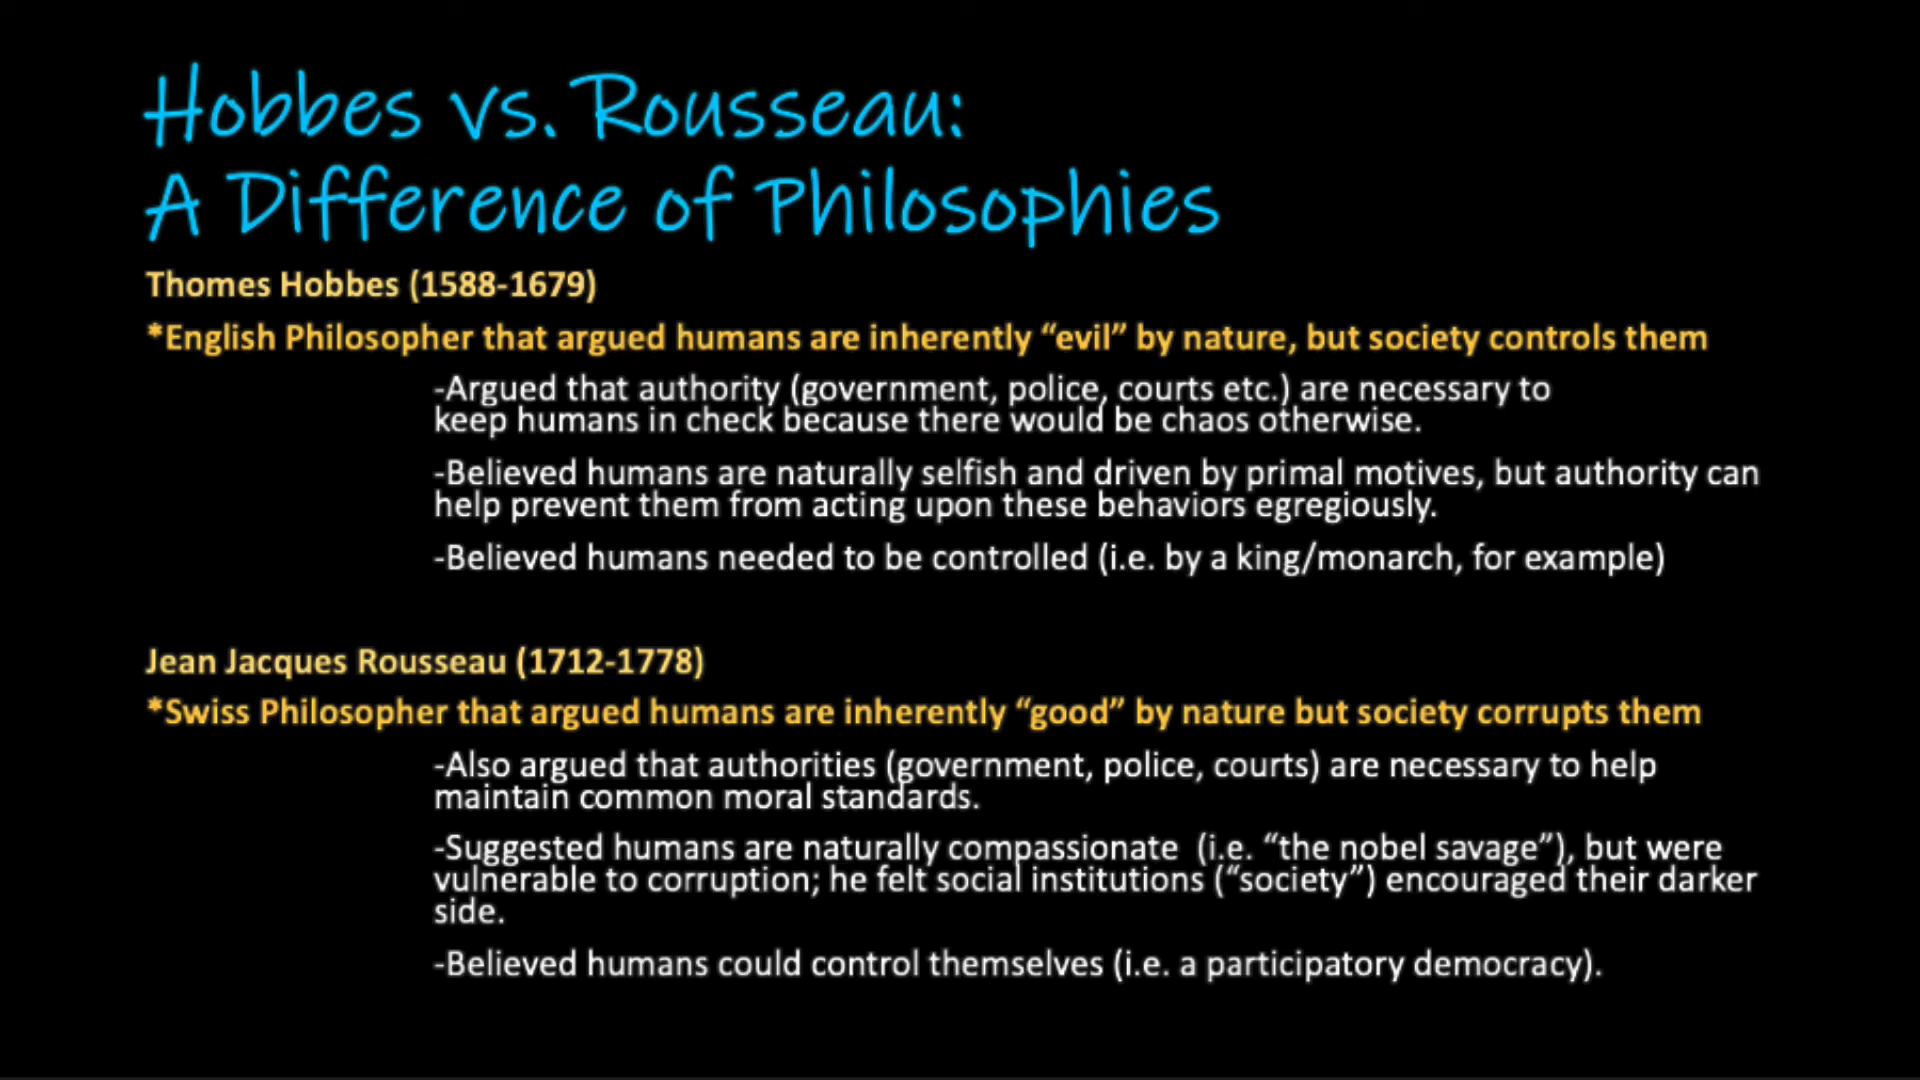 Hobbes vs. Rousseau:
A Difference of Philosophies
Thomes Hobbes (1588-1679)
*English Philosopher that argued humans are inherently “evil” by nature, but society controls them
-Argued that authority (government, police, courts etc.) are necessary to
keep humans in check because there would be chaos otherwise.
-Believed humans are naturally selfish and driven by primal motives, but authority can
help prevent them from acting upon these behaviors egregiously.
-Believed humans needed to be controlled (i.e. by a king/monarch, for example)
Jean Jacques Rousseau (1712-1778)
*Swiss Philosopher that argued humans are inherently “good” by nature but society corrupts them
-Also argued that authorities (government, police, courts) are necessary to help
maintain common moral standards.
-Suggested humans are naturally compassionate  (i.e. “the nobel savage”), but were
vulnerable to corruption; he felt social institutions (“society”) encouraged their darker
side.
-Believed humans could control themselves (i.e. a participatory democracy).